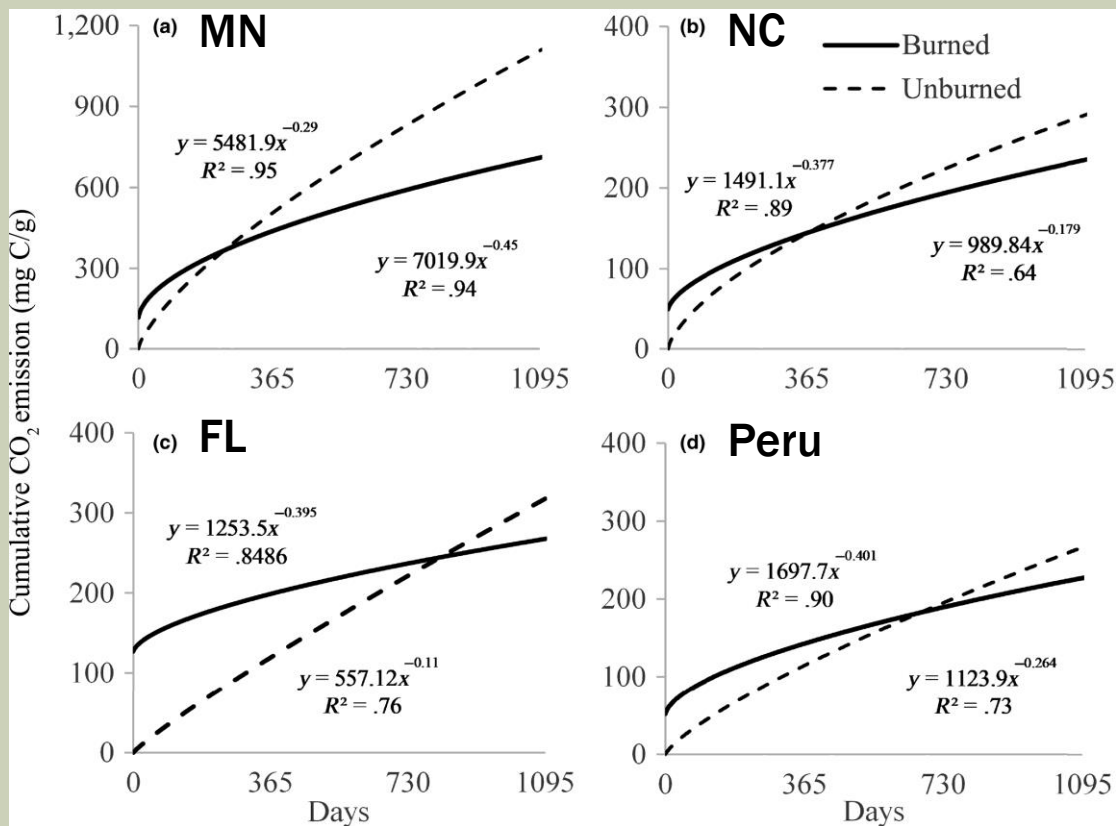 Cumulative CO₂ emission (mg C/g)
(a) MN
1,200
900
600
300
0
y = 5481.9x^−0.29
R² = .95
y = 7019.9x^−0.45
R² = .94
0 365 730 1095
(b) NC
Burned
Unburned
400
300
200
100
0
y = 1491.1x^−0.377
R² = .89
y = 989.84x^−0.179
R² = .64
0 365 730 1095
(c) FL
400
300
200
100
0
y = 1253.5x^−0.395
R² = .8486
y = 557.12x^−0.11
R² = .76
0 365 730 1095
Days
(d) Peru
400
300
200
100
0
y = 1697.7x^−0.401
R² = .90
y = 1123.9x^−0.264
R² = .73
0 365 730 1095
Days